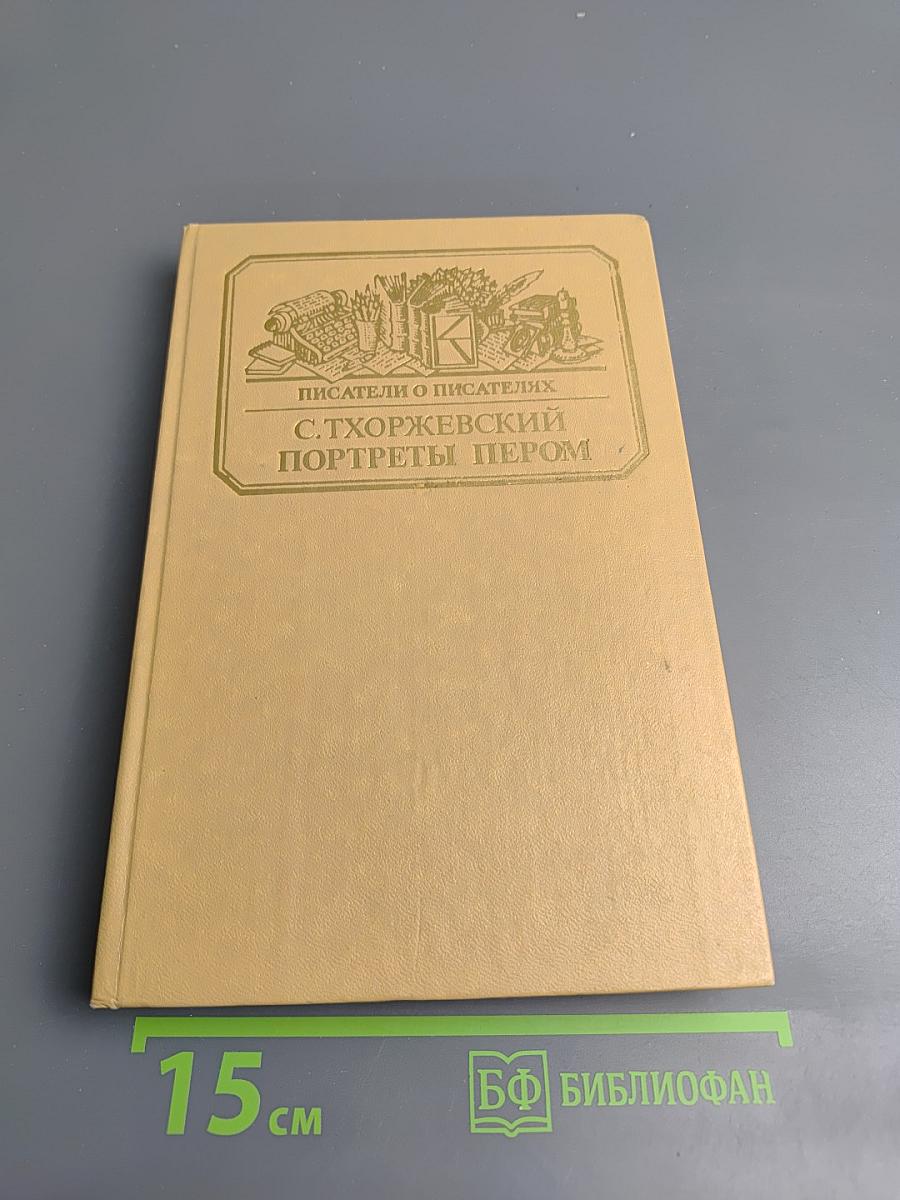 ПИСАТЕЛИ О ПИСАТЕЛЯХ
С. ТХОРЖЕВСКИЙ
ПОРТРЕТЫ ПЕРОМ
15 см
БФ БИБЛИОФАН